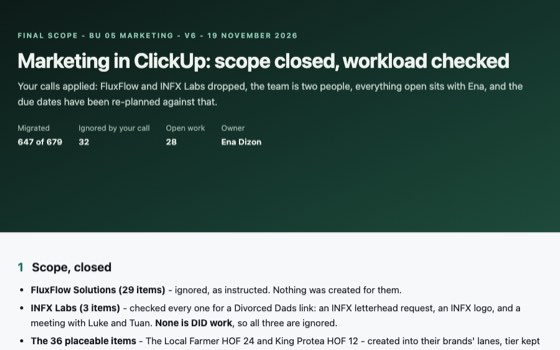 FINAL SCOPE - BU 05 MARKETING - V6 - 19 NOVEMBER 2026
Marketing in ClickUp: scope closed, workload checked
Your calls applied: FluxFlow and INFX Labs dropped, the team is two people, everything open sits with Ena, and the
due dates have been re-planned against that.
Migrated Ignored by your call Open work Owner
647 of 679 32 28 Ena Dizon
1 Scope, closed
• FluxFlow Solutions (29 items) - ignored, as instructed. Nothing was created for them.
• INFX Labs (3 items) - checked every one for a Divorced Dads link: an INFX letterhead request, an INFX logo, and a
meeting with Luke and Tuan. None is DID work, so all three are ignored.
• The 36 placeable items - The Local Farmer HOF 24 and King Protea HOF 12 - created into their brands' lanes, tier kept